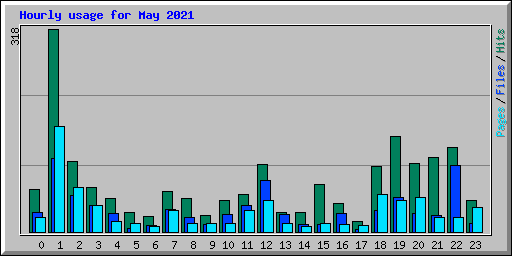 Hourly usage for May 2021
318
Pages/Files/Hits
0 1 2 3 4 5 6 7 8 9 10 11 12 13 14 15 16 17 18 19 20 21 22 23